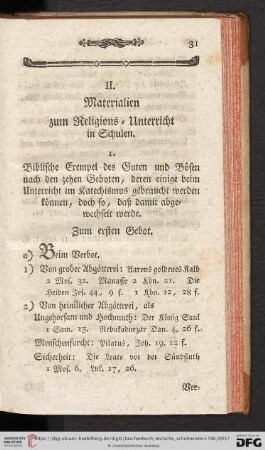 31
II.
Materialien
zum Religions-Unterricht
in Schulen.
1.
Biblische Exempel des Guten und Bösen
nach den zehen Geboten, deren einige beim
Unterricht im Katechismus gebraucht werden
können, doch so, daß damit abge-
wechselt werde.
Zum ersten Gebot.
a) Beim Verbot.
1) Von grober Abgötterei: Aarons goldenes Kalb
2 Mos. 32. Manasse 2 Kön. 21. Die
Heiden Jes. 44, 9 f. 1 Kön. 12, 28 f.
2) Von heimlicher Abgötterei, als
Ungehorsam und Hochmuth: Der König Saul
1 Sam. 15. Nebukadnezar Dan. 4, 26 f.
Menschenfurcht: Pilatus, Joh. 19, 12 f.
Sicherheit: Die Leute vor der Sündfluth
1 Mos. 6. Luk. 17, 26.
Ver-
UNIVERSITÄTS-
BIBLIOTHEK
HEIDELBERG
DFG